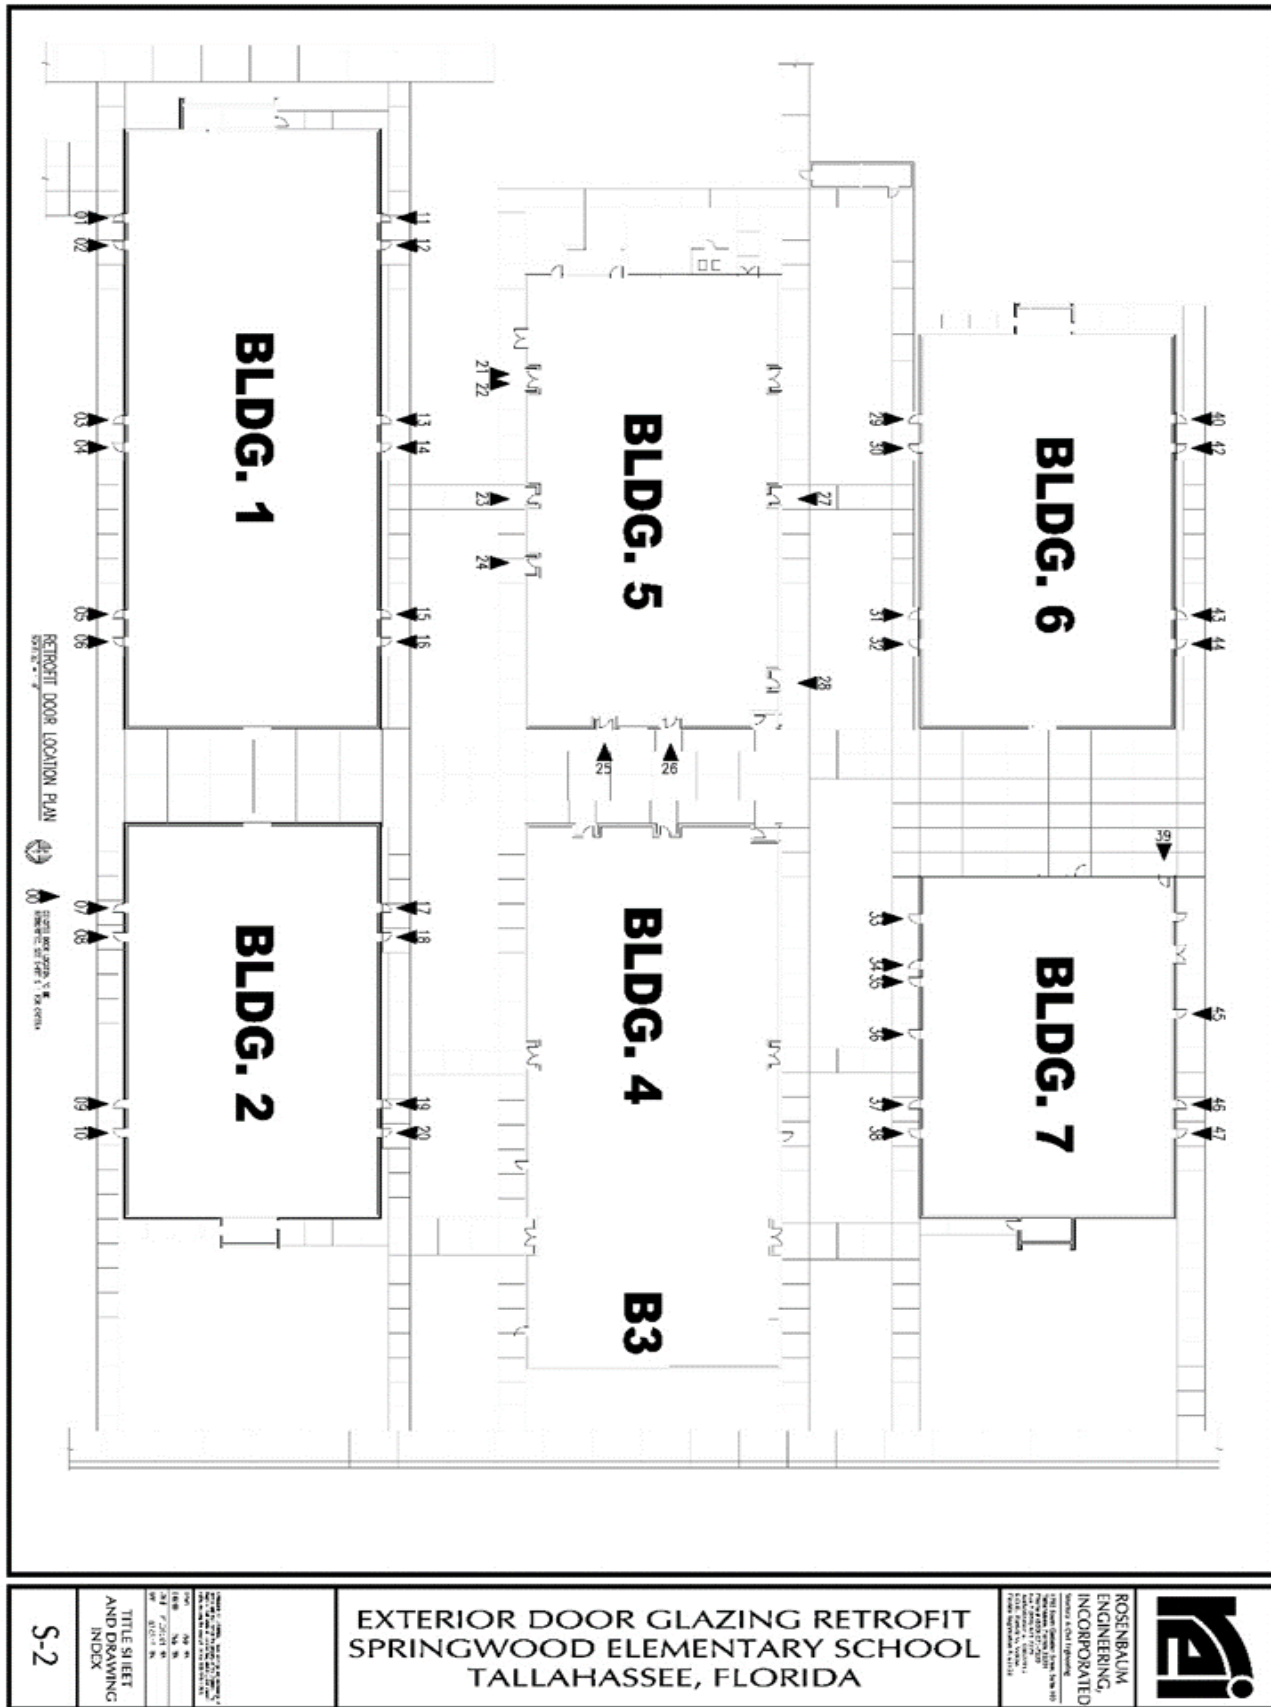 BLDG. 1
BLDG. 5
BLDG. 6
BLDG. 2
BLDG. 4
BLDG. 7
B3
01
02
03
04
05
06
07
08
09
10
11
12
13
14
15
16
17
18
19
20
21 22
23
24
25
26
27
28
29
30
31
32
33
34
35
36
37
38
39
40
42
43
44
45
46
47
RETROFIT DOOR LOCATION PLAN
00
EXTERIOR DOOR GLAZING RETROFIT
SPRINGWOOD ELEMENTARY SCHOOL
TALLAHASSEE, FLORIDA
ROSENBAUM
ENGINEERING,
INCORPORATED
rei
TITLE SHEET
AND DRAWING
INDEX
S-2